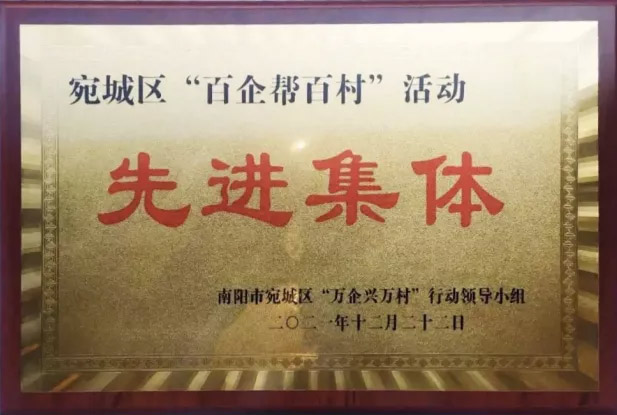 宛城区“百企帮百村”活动
先进集体
南阳市宛城区“万企兴万村”行动领导小组
二〇二一年十二月二十二日